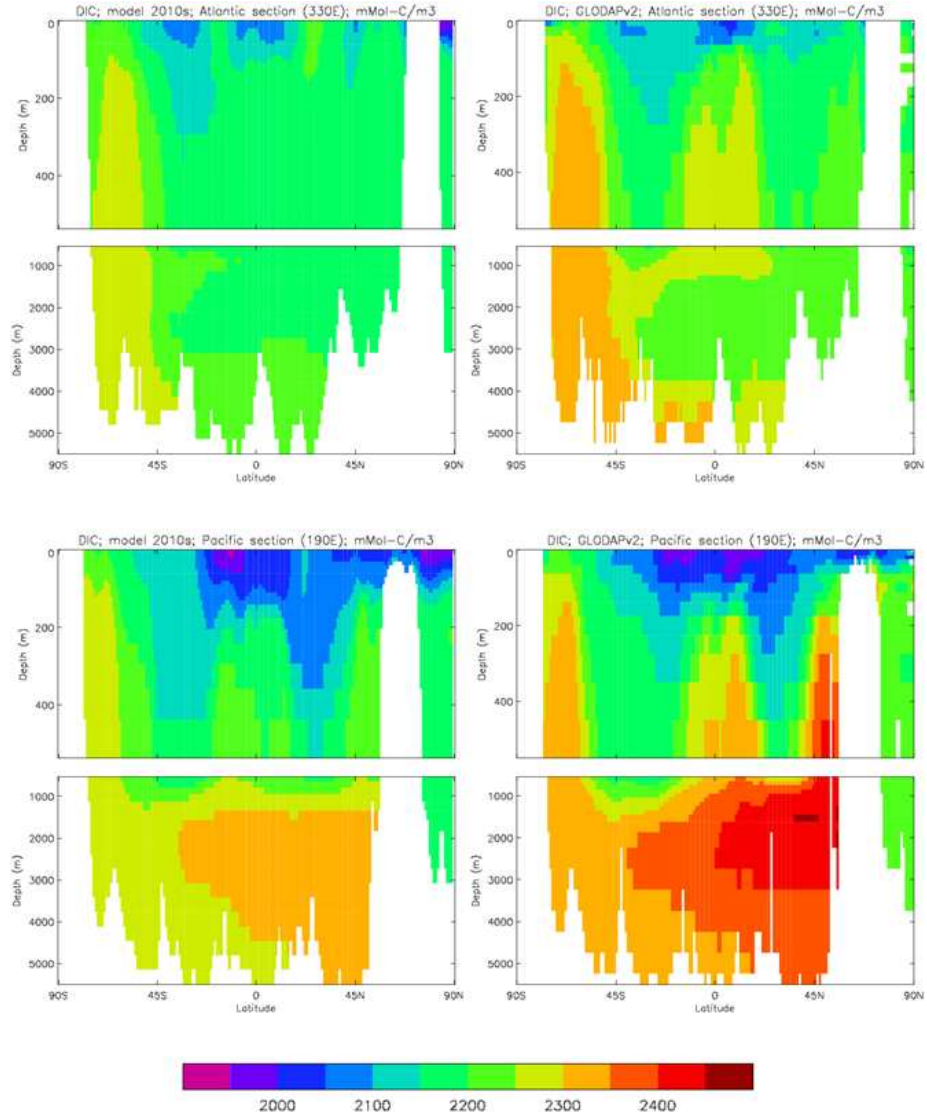 DIC; model 2010s; Atlantic section (330E); mMol-C/m3
DIC; GLODAPv2; Atlantic section (330E); mMol-C/m3
0
200
400
Depth (m)
0
200
400
Depth (m)
1000
2000
3000
4000
5000
Depth (m)
1000
2000
3000
4000
5000
Depth (m)
90S 45S 0 45N 90N
Latitude
90S 45S 0 45N 90N
Latitude
DIC; model 2010s; Pacific section (190E); mMol-C/m3
DIC; GLODAPv2; Pacific section (190E); mMol-C/m3
0
200
400
Depth (m)
0
200
400
Depth (m)
1000
2000
3000
4000
5000
Depth (m)
1000
2000
3000
4000
5000
Depth (m)
90S 45S 0 45N 90N
Latitude
90S 45S 0 45N 90N
Latitude
2000 2100 2200 2300 2400